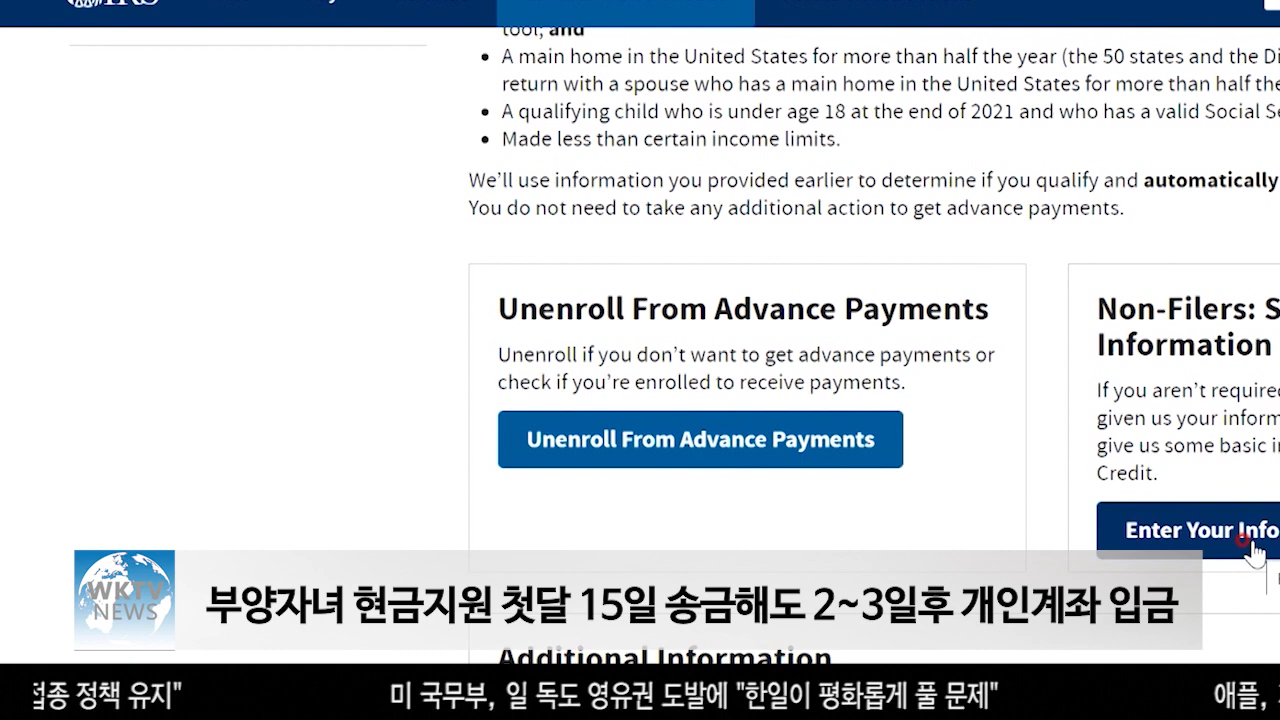 IRS
tool; and
A main home in the United States for more than half the year (the 50 states and the Di
return with a spouse who has a main home in the United States for more than half the
A qualifying child who is under age 18 at the end of 2021 and who has a valid Social Se
Made less than certain income limits.
We'll use information you provided earlier to determine if you qualify and automatically
You do not need to take any additional action to get advance payments.
Unenroll From Advance Payments
Unenroll if you don't want to get advance payments or
check if you're enrolled to receive payments.
Unenroll From Advance Payments
Non-Filers: S
Information
If you aren't required
given us your inform
give us some basic in
Credit.
Enter Your Info
WKTV
NEWS
부양자녀 현금지원 첫달 15일 송금해도 2~3일후 개인계좌 입금
Additional Information
정책 유지" 미 국무부, 일 독도 영유권 도발에 "한일이 평화롭게 풀 문제" 애플,